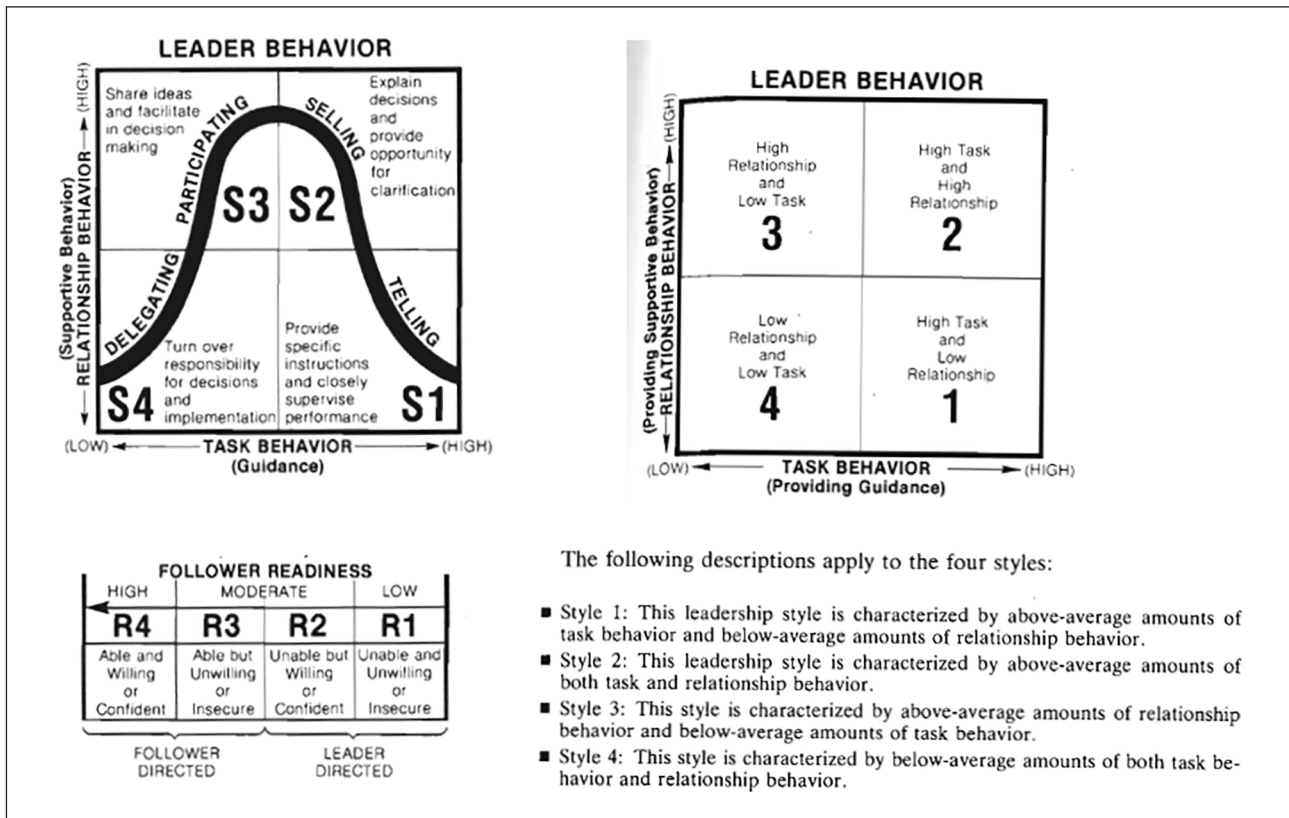 LEADER BEHAVIOR
(HIGH)
Share ideas
and facilitate
in decision
making
Explain
decisions
and
provide
opportunity
for
clarification
PARTICIPATING
SELLING
S3
S2
DELEGATING
TELLING
Turn over
responsibility
for decisions
and
implementation
Provide
specific
instructions
and closely
supervise
performance
S4
S1
(Supportive Behavior)
RELATIONSHIP BEHAVIOR
(LOW)
TASK BEHAVIOR
(HIGH)
(Guidance)
LEADER BEHAVIOR
(HIGH)
High
Relationship
and
Low Task
3
High Task
and
High
Relationship
2
Low
Relationship
and
Low Task
4
High Task
and
Low
Relationship
1
(Providing Supportive Behavior)
RELATIONSHIP BEHAVIOR
(LOW)
TASK BEHAVIOR
(HIGH)
(Providing Guidance)
FOLLOWER READINESS
HIGH MODERATE LOW
R4 R3 R2 R1
Able and
Willing
or
Confident
Able but
Unwilling
or
Insecure
Unable but
Willing
or
Confident
Unable and
Unwilling
or
Insecure
FOLLOWER
DIRECTED
LEADER
DIRECTED
The following descriptions apply to the four styles:
■ Style 1: This leadership style is characterized by above-average amounts of
task behavior and below-average amounts of relationship behavior.
■ Style 2: This leadership style is characterized by above-average amounts of
both task and relationship behavior.
■ Style 3: This style is characterized by above-average amounts of relationship
behavior and below-average amounts of task behavior.
■ Style 4: This style is characterized by below-average amounts of both task be-
havior and relationship behavior.